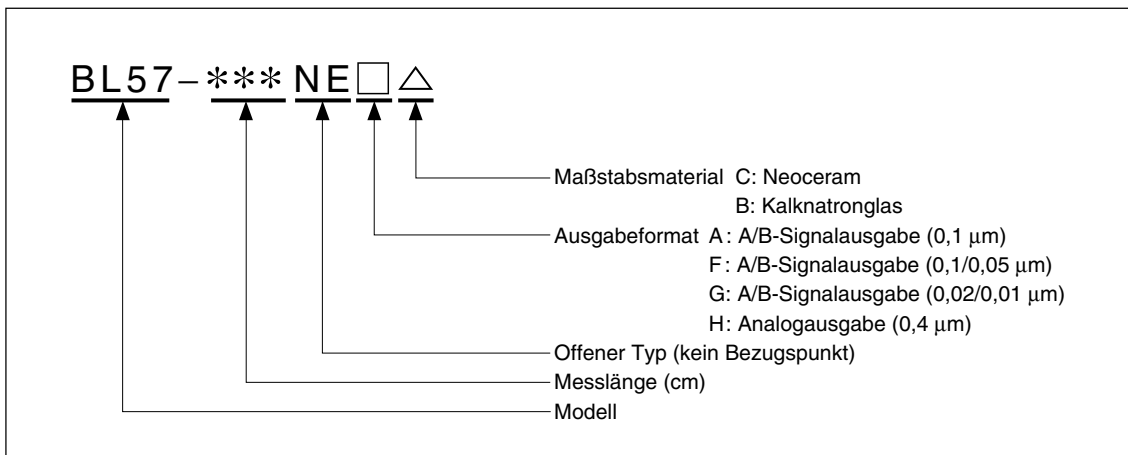 BL57–***NE□△
Maßstabsmaterial C: Neoceram
B: Kalknatronglas
Ausgabeformat A: A/B-Signalausgabe (0,1 μm)
F: A/B-Signalausgabe (0,1/0,05 μm)
G: A/B-Signalausgabe (0,02/0,01 μm)
H: Analogausgabe (0,4 μm)
Offener Typ (kein Bezugspunkt)
Messlänge (cm)
Modell